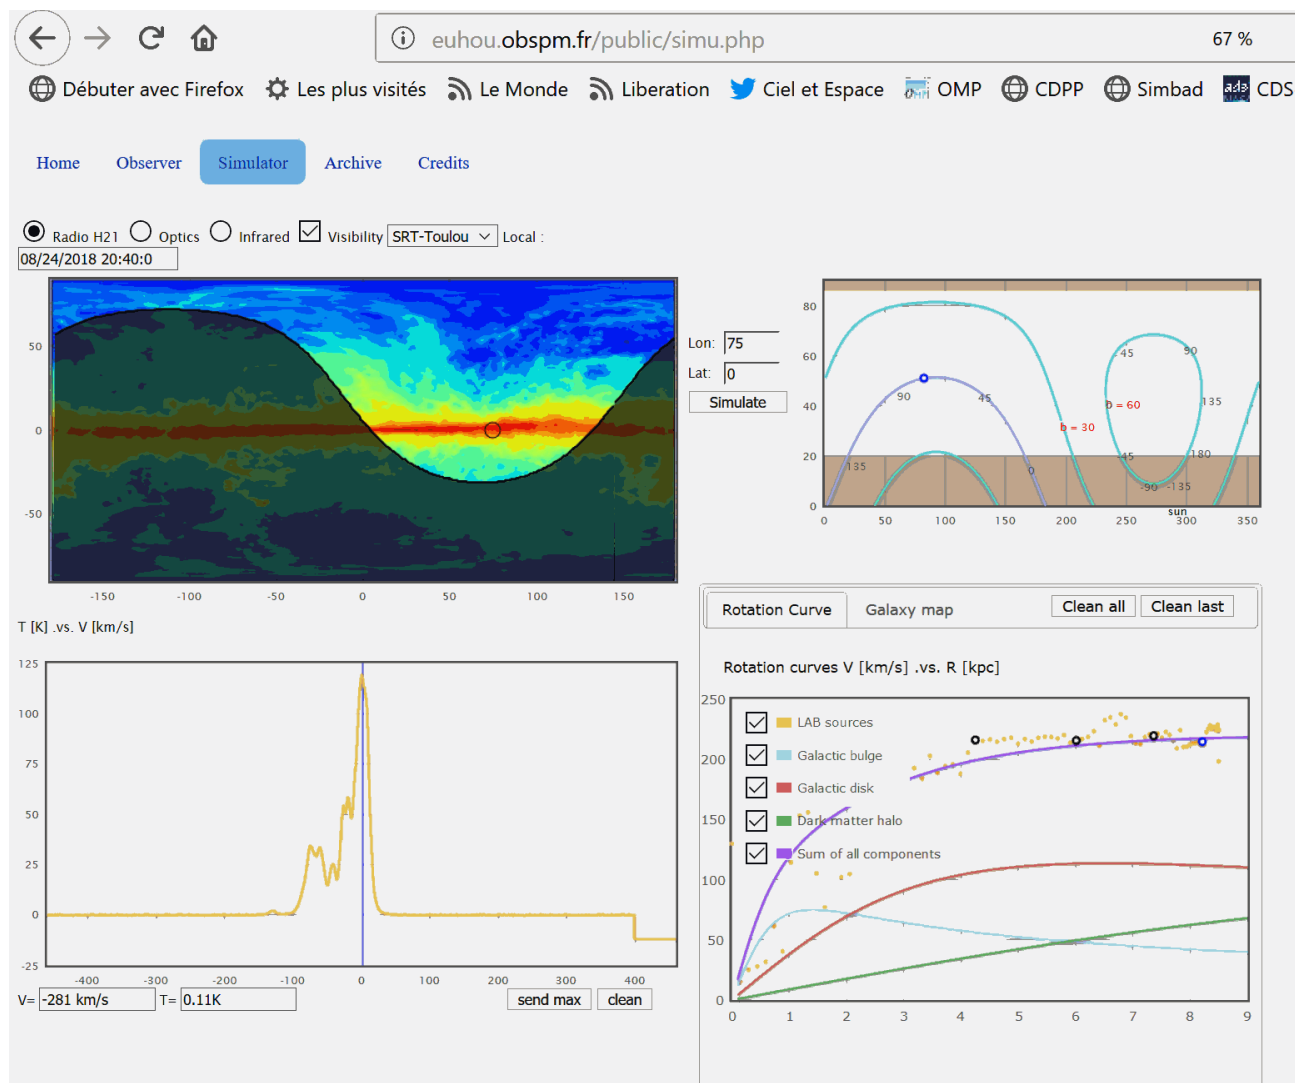 euhou.obspm.fr/public/simu.php 67 %
Débuter avec Firefox Les plus visités Le Monde Liberation Ciel et Espace OMP CDPP Simbad CDS
Home Observer Simulator Archive Credits
Radio H21 Optics Infrared Visibility SRT-Toulou Local :
08/24/2018 20:40:0
50
0
-50
-150 -100 -50 0 50 100 150
Lon: 75
Lat: 0
Simulate
80
60
40
20
0
90 45 135 0
b = 30
-45 90
b = 60
135
-45 180
-90 -135
sun
0 50 100 150 200 250 300 350
T [K] .vs. V [km/s]
125
100
75
50
25
0
-25
-400 -300 -200 -100 0 100 200 300 400
V= -281 km/s T= 0.11K send max clean
Rotation Curve Galaxy map Clean all Clean last
Rotation curves V [km/s] .vs. R [kpc]
250
200
150
100
50
0
LAB sources
Galactic bulge
Galactic disk
Dark matter halo
Sum of all components
0 1 2 3 4 5 6 7 8 9